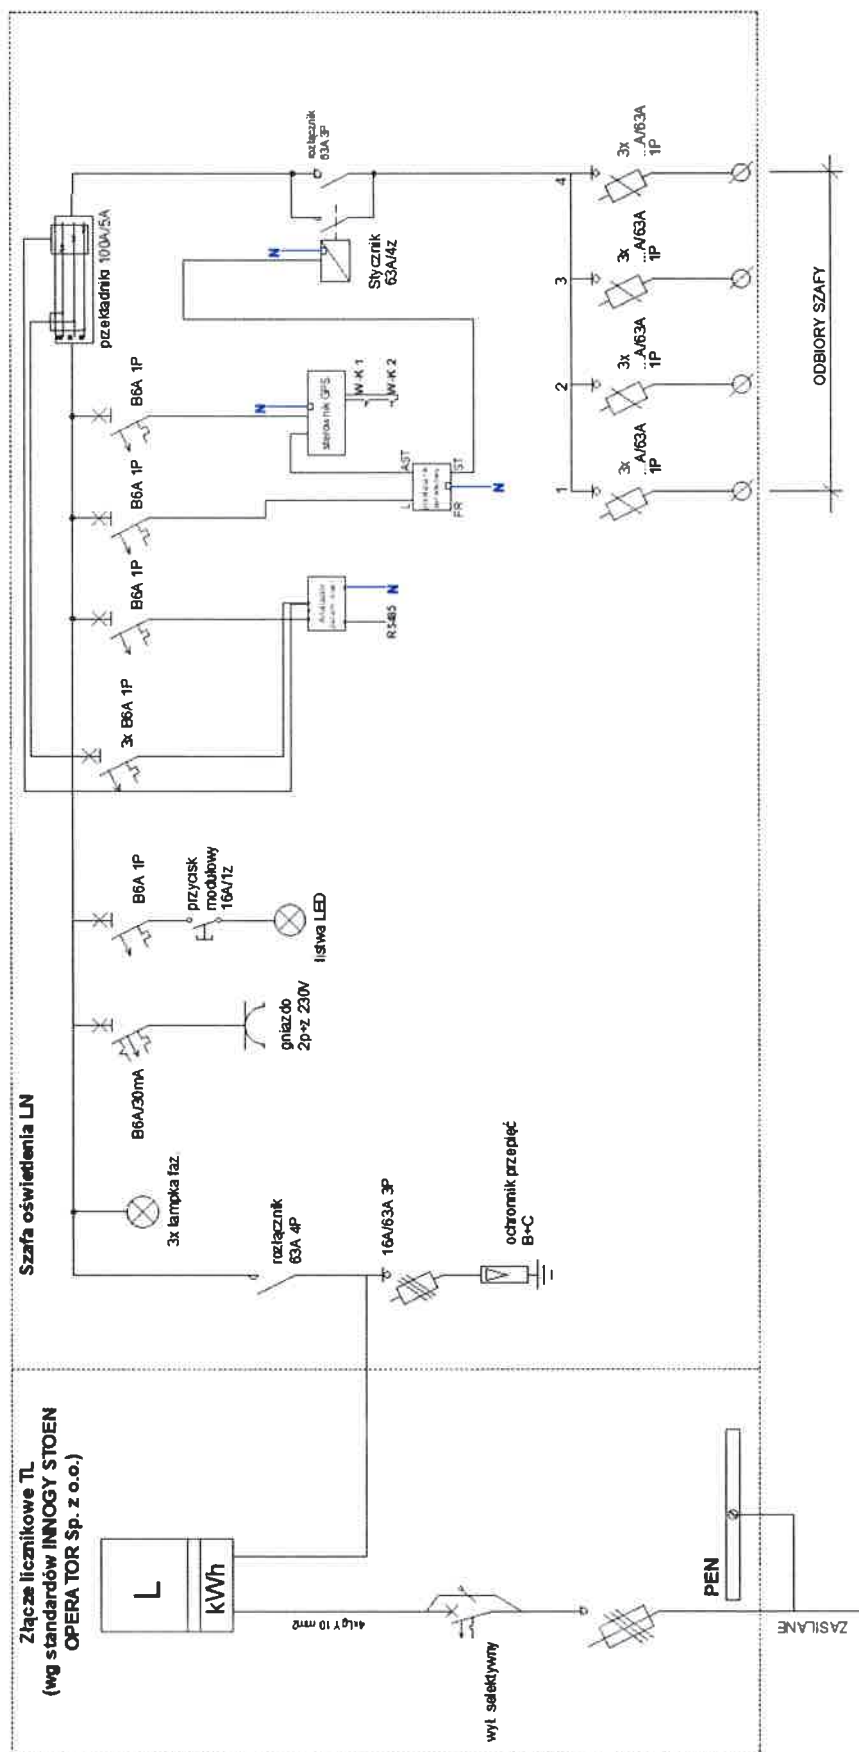 Złącze licznikowe TL
(wg standardów INNOGY STOEN
OPERATOR Sp. z o.o.)
L
kWh
4xLgY 10 mm2
wył. selektywny
PEN
ZASILANE
Szafa oświetlenia LN
3x lampka faz.
rozłącznik
63A 4P
16A/63A 3P
ochronnik przepięć
B+C
B6A/30mA
gniazdo
2p+z 230V
B6A 1P
przycisk
modułowy
16A/1z
listwa LED
3x B6A 1P
B6A 1P
B6A 1P
B6A 1P
RS485
N
L
AST
FR
ST
N
sterownik GPS
N
W-K 1
W-K 2
przekładnik 100A/5A
Stycznik
63A/4z
N
rozłącznik
63A 3P
1
3x
...A/63A
1P
2
3x
...A/63A
1P
3
3x
...A/63A
1P
4
3x
...A/63A
1P
ODBIORY SZAFY